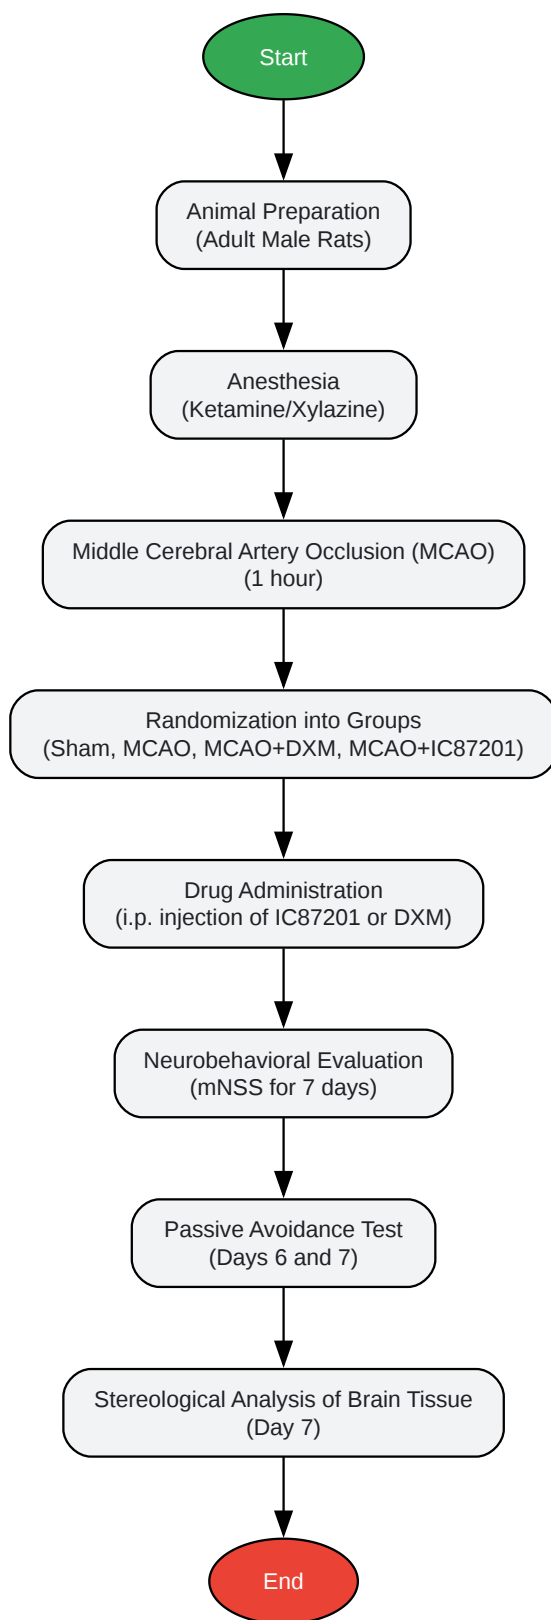 Start
Animal Preparation
(Adult Male Rats)
Anesthesia
(Ketamine/Xylazine)
Middle Cerebral Artery Occlusion (MCAO)
(1 hour)
Randomization into Groups
(Sham, MCAO, MCAO+DXM, MCAO+IC87201)
Drug Administration
(i.p. injection of IC87201 or DXM)
Neurobehavioral Evaluation
(mNSS for 7 days)
Passive Avoidance Test
(Days 6 and 7)
Stereological Analysis of Brain Tissue
(Day 7)
End